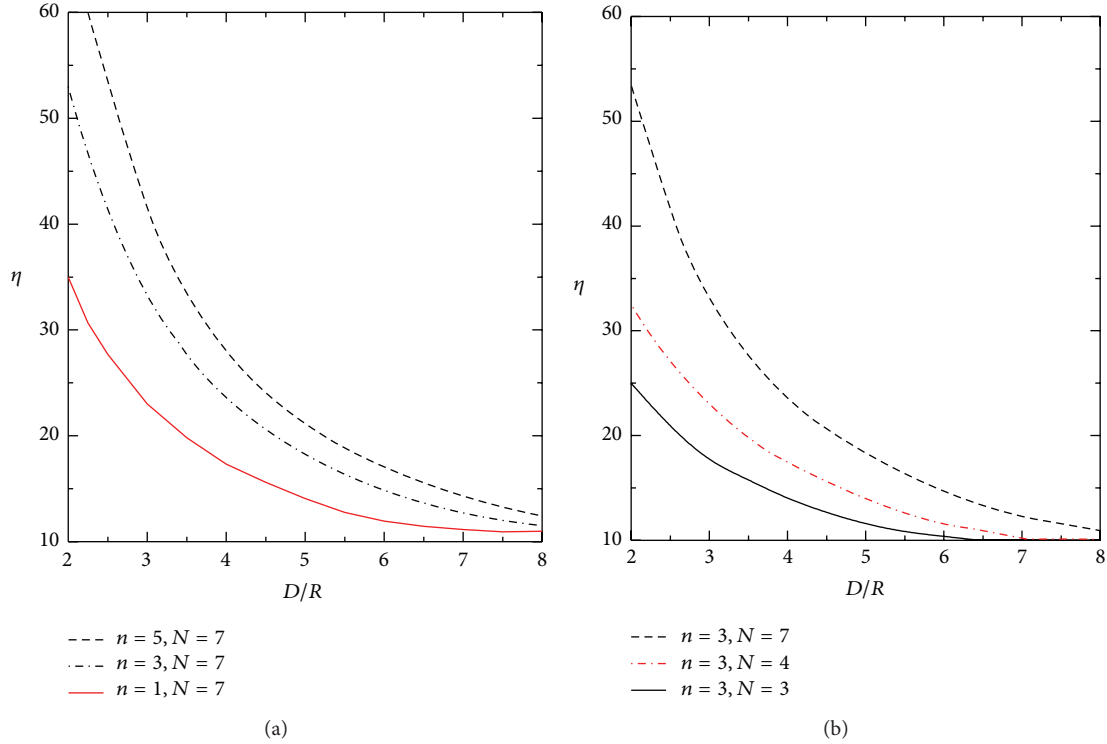 60
50
40
30
20
10
η
2
3
4
5
6
7
8
D/R
n = 5, N = 7
n = 3, N = 7
n = 1, N = 7
(a)
60
50
40
30
20
10
η
2
3
4
5
6
7
8
D/R
n = 3, N = 7
n = 3, N = 4
n = 3, N = 3
(b)